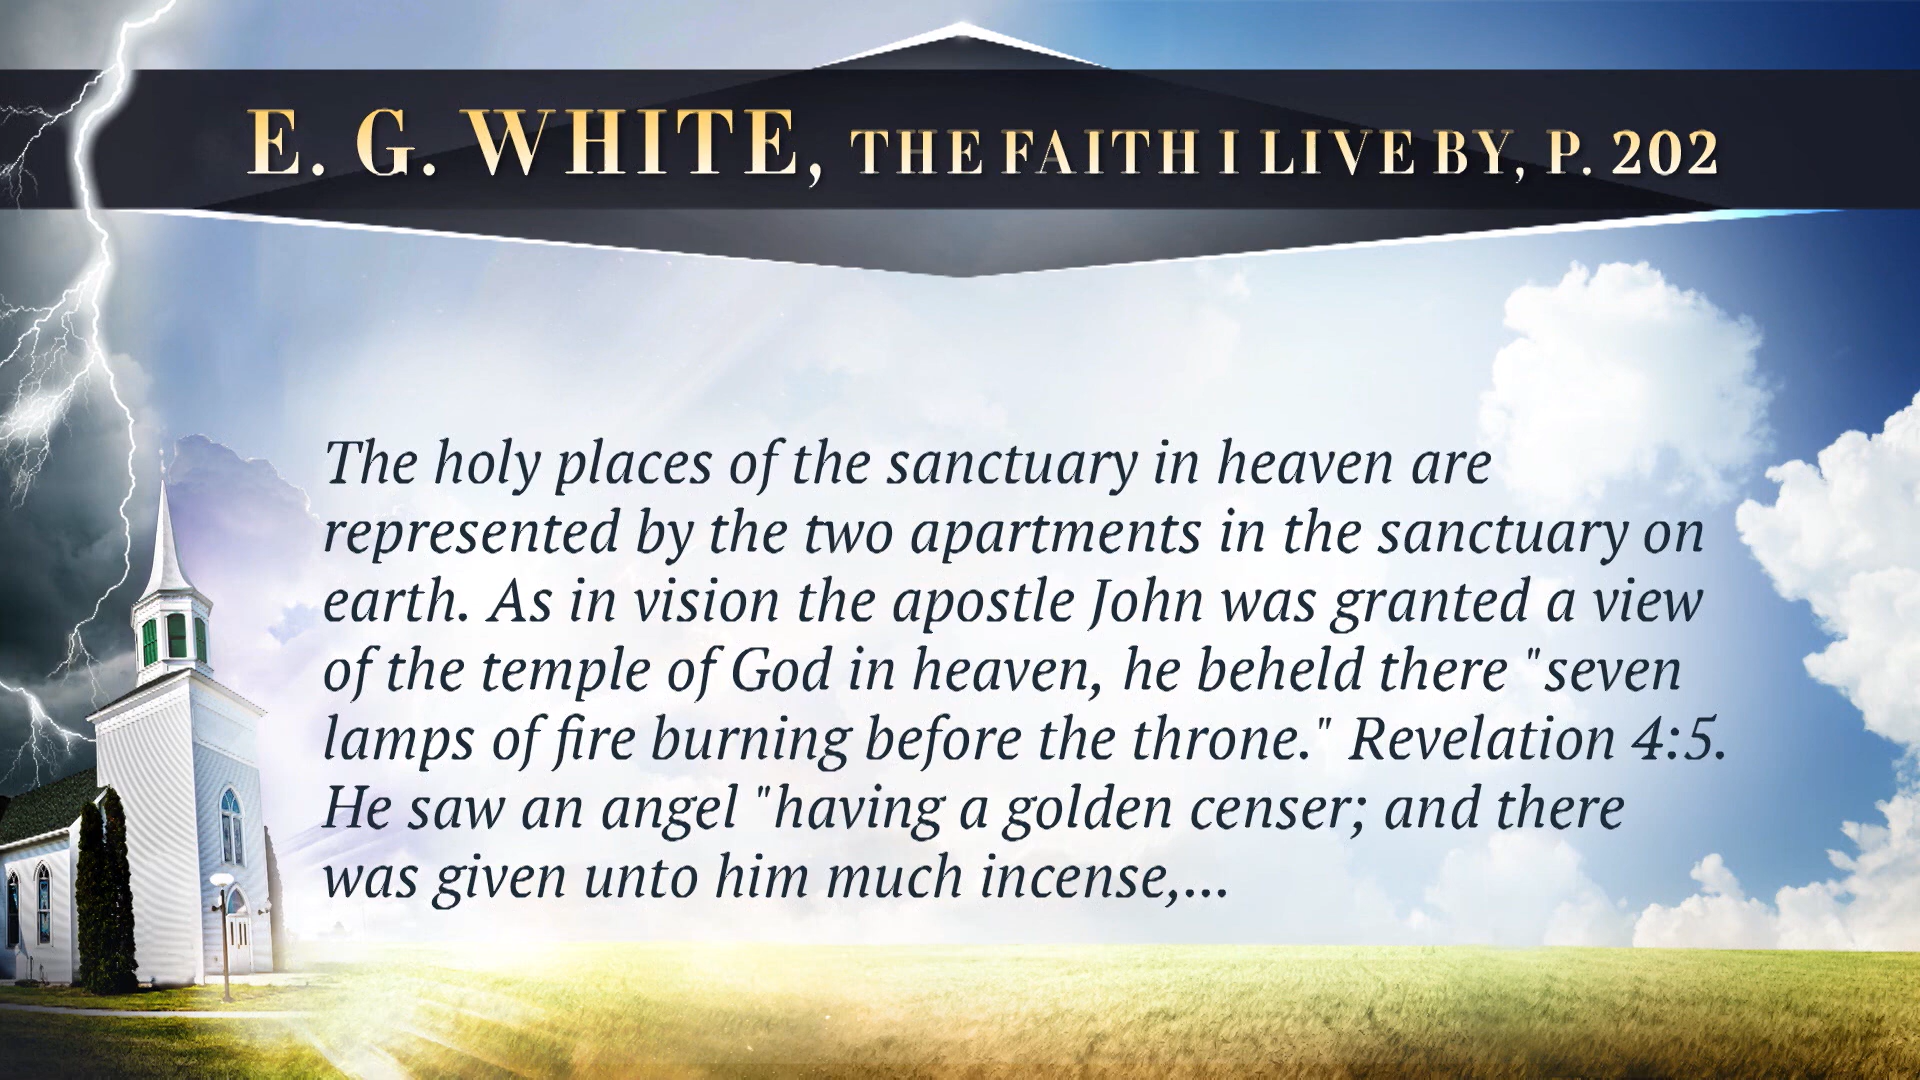 E. G. WHITE, THE FAITH I LIVE BY, P. 202
The holy places of the sanctuary in heaven are
represented by the two apartments in the sanctuary on
earth. As in vision the apostle John was granted a view
of the temple of God in heaven, he beheld there "seven
lamps of fire burning before the throne." Revelation 4:5.
He saw an angel "having a golden censer; and there
was given unto him much incense,...